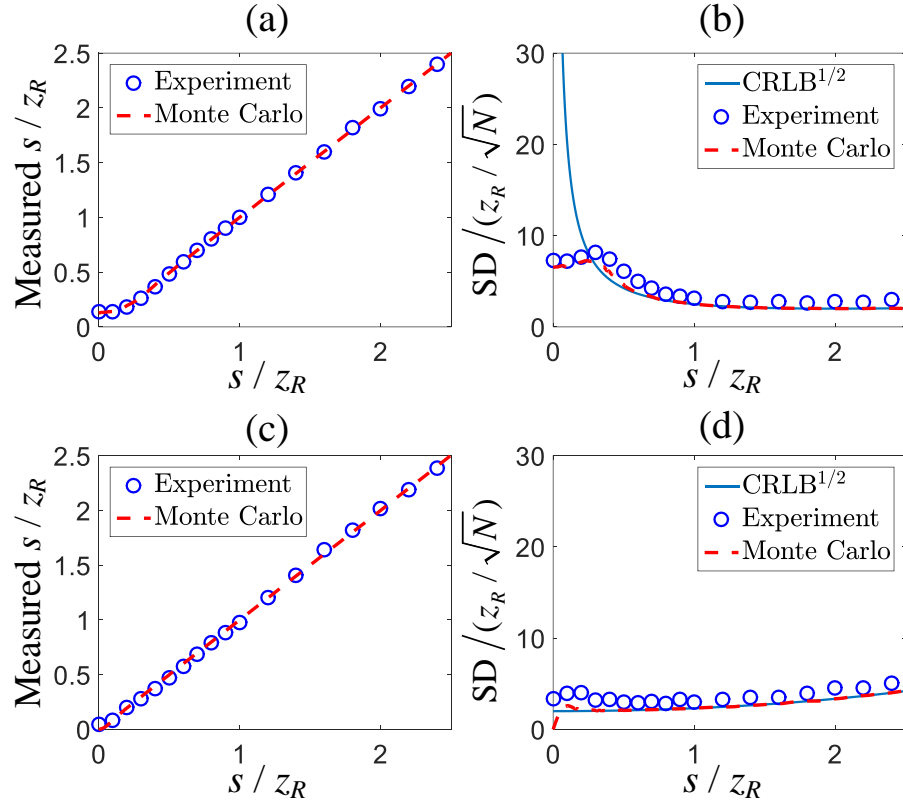 (a)
2.5
2
1.5
1
0.5
0
Measured s / z_R
Experiment
Monte Carlo
0 1 2
s / z_R
(b)
30
20
10
0
SD /(z_R / √N)
CRLB^1/2
Experiment
Monte Carlo
0 1 2
s / z_R
(c)
2.5
2
1.5
1
0.5
0
Measured s / z_R
Experiment
Monte Carlo
0 1 2
s / z_R
(d)
30
20
10
0
SD /(z_R / √N)
CRLB^1/2
Experiment
Monte Carlo
0 1 2
s / z_R